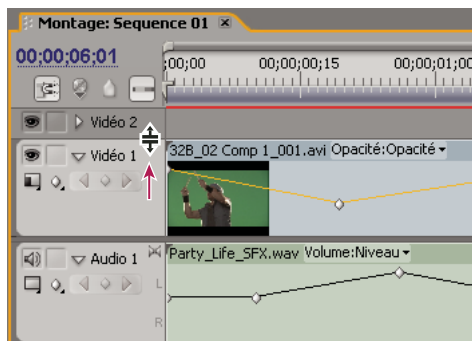 Montage: Sequence 01
00;00;06;01
;00;00 00;00;00;15 00;00;01;00
Vidéo 2
Vidéo 1
32B_02 Comp 1_001.avi Opacité:Opacité
Audio 1
Party_Life_SFX.wav Volume:Niveau
L
R